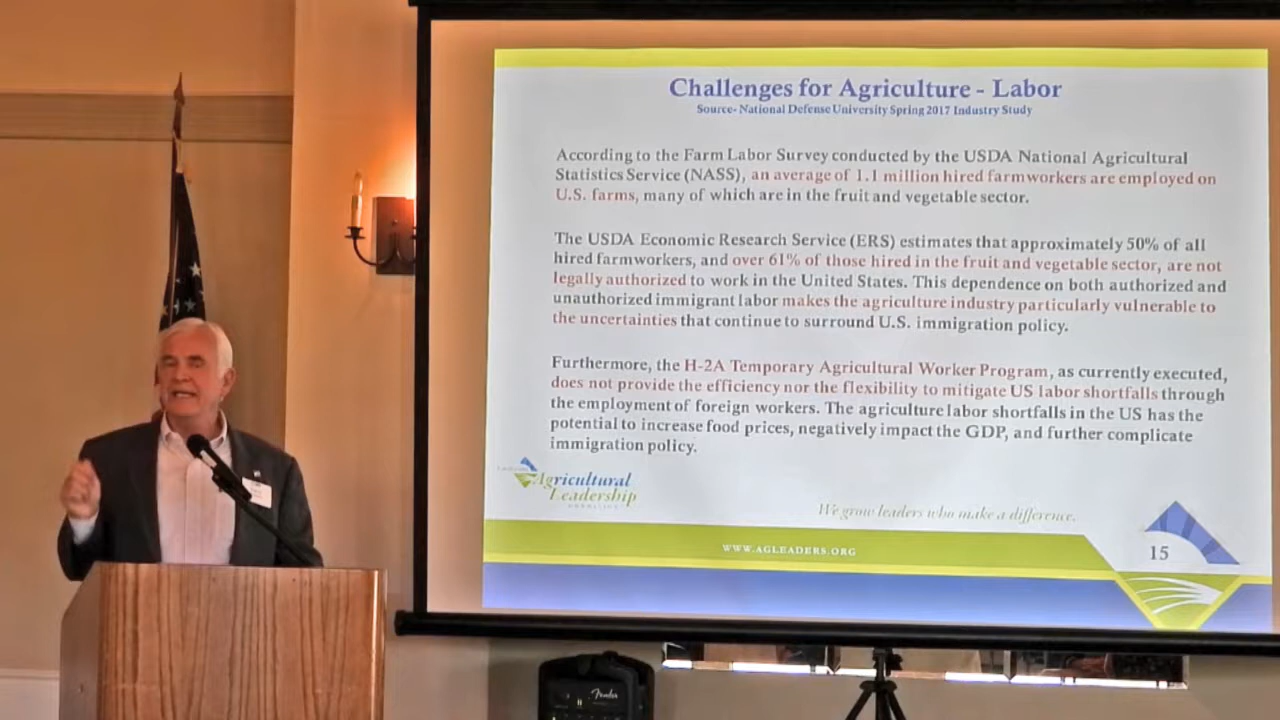 Challenges for Agriculture - Labor
Source- National Defense University Spring 2017 Industry Study
According to the Farm Labor Survey conducted by the USDA National Agricultural
Statistics Service (NASS), an average of 1.1 million hired farmworkers are employed on
U.S. farms, many of which are in the fruit and vegetable sector.
The USDA Economic Research Service (ERS) estimates that approximately 50% of all
hired farmworkers, and over 61% of those hired in the fruit and vegetable sector, are not
legally authorized to work in the United States. This dependence on both authorized and
unauthorized immigrant labor makes the agriculture industry particularly vulnerable to
the uncertainties that continue to surround U.S. immigration policy.
Furthermore, the H-2A Temporary Agricultural Worker Program, as currently executed,
does not provide the efficiency nor the flexibility to mitigate US labor shortfalls through
the employment of foreign workers. The agriculture labor shortfalls in the US has the
potential to increase food prices, negatively impact the GDP, and further complicate
immigration policy.
Agricultural
Leadership
We grow leaders who make a difference.
WWW.AGLEADERS.ORG
15
Fender